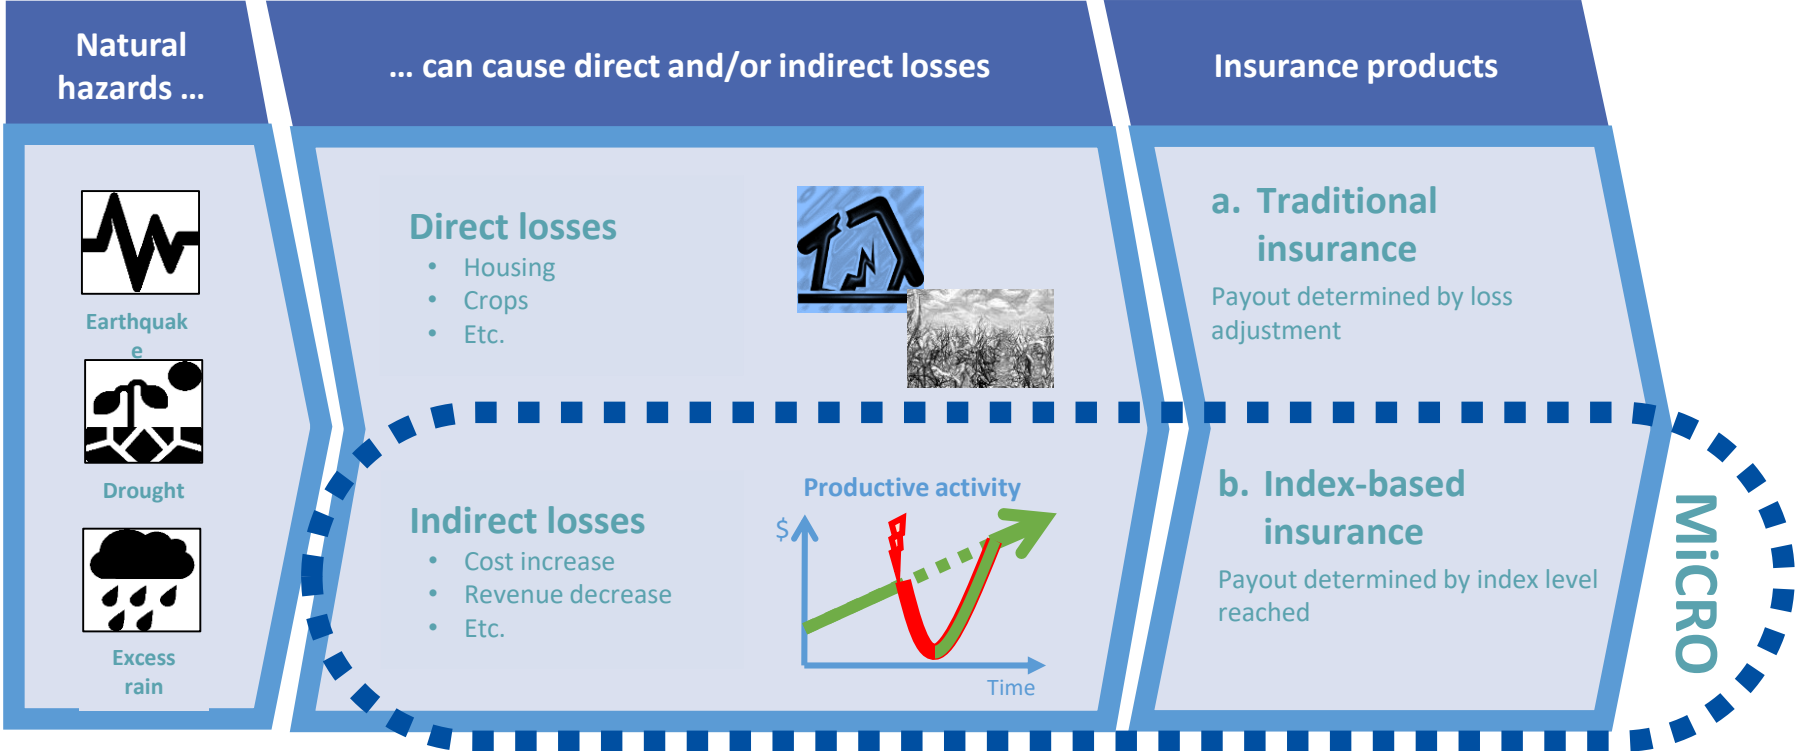 Natural
hazards ...
... can cause direct and/or indirect losses
Insurance products
Earthquak
e
Drought
Excess
rain
Direct losses
• Housing
• Crops
• Etc.
Indirect losses
• Cost increase
• Revenue decrease
• Etc.
Productive activity
$
Time
a. Traditional
insurance
Payout determined by loss
adjustment
b. Index-based
insurance
Payout determined by index level
reached
MiCRO